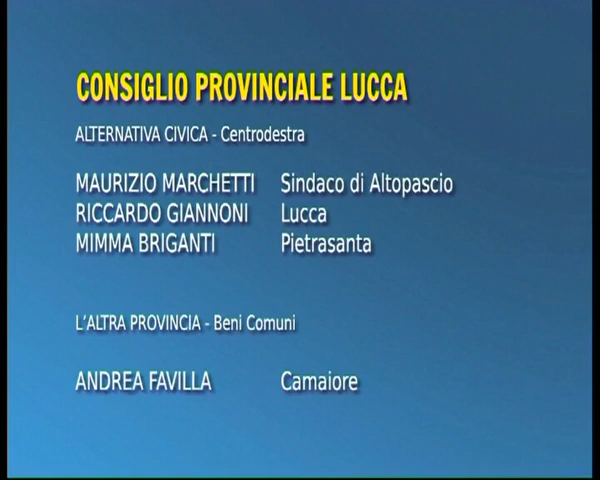 CONSIGLIO PROVINCIALE LUCCA
ALTERNATIVA CIVICA - Centrodestra
MAURIZIO MARCHETTI Sindaco di Altopascio
RICCARDO GIANNONI Lucca
MIMMA BRIGANTI Pietrasanta
L'ALTRA PROVINCIA - Beni Comuni
ANDREA FAVILLA Camaiore